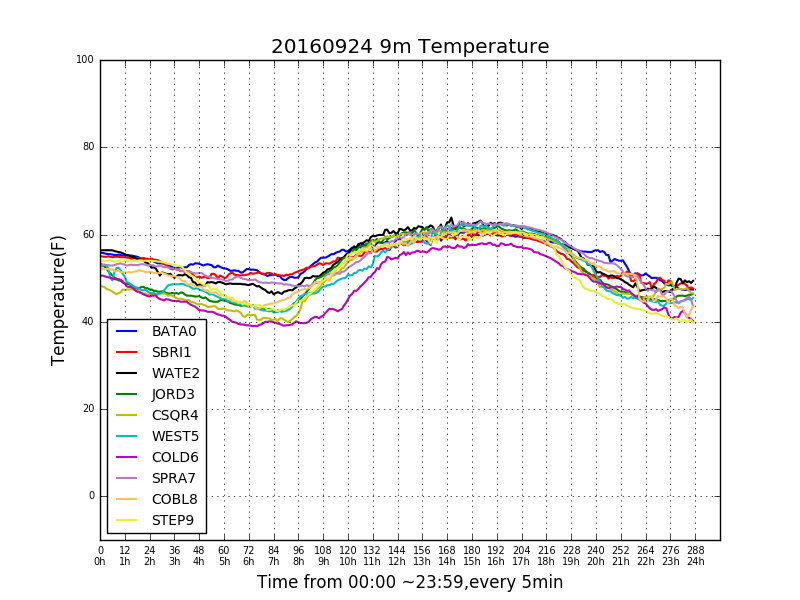 20160924 9m Temperature
100
80
60
40
20
0
Temperature(F)
BATA0
SBRI1
WATE2
JORD3
CSQR4
WEST5
COLD6
SPRA7
COBL8
STEP9
0 12 24 36 48 60 72 84 96 108 120 132 144 156 168 180 192 204 216 228 240 252 264 276 288
0h 1h 2h 3h 4h 5h 6h 7h 8h 9h 10h 11h 12h 13h 14h 15h 16h 17h 18h 19h 20h 21h 22h 23h 24h
Time from 00:00 ~23:59,every 5min